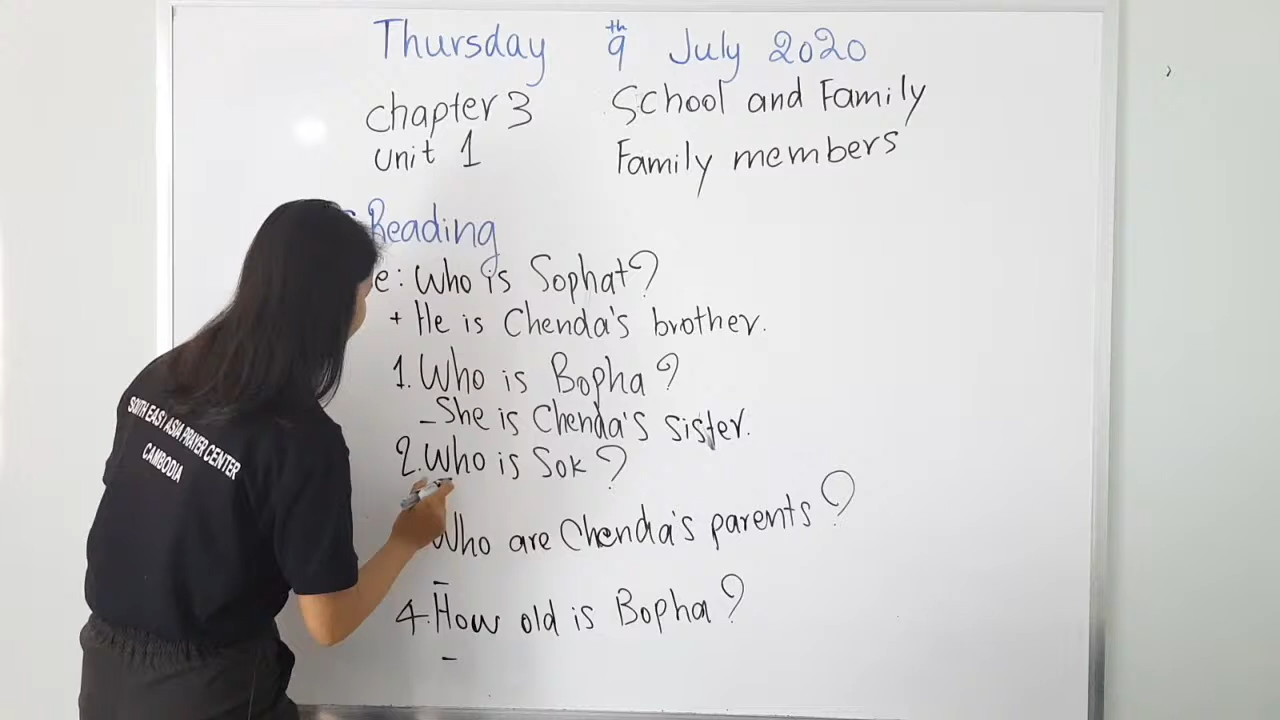 Thursday 9th July 2020
Chapter 3 School and Family
Unit 1 Family members
Reading
e: Who is Sophat?
+ He is Chenda's brother.
1. Who is Bopha?
- She is Chenda's sister.
2. Who is Sok?
Who are Chenda's parents?
-
4. How old is Bopha?
-
SOUTH EAST ASIA PRAYER CENTER
CAMBODIA